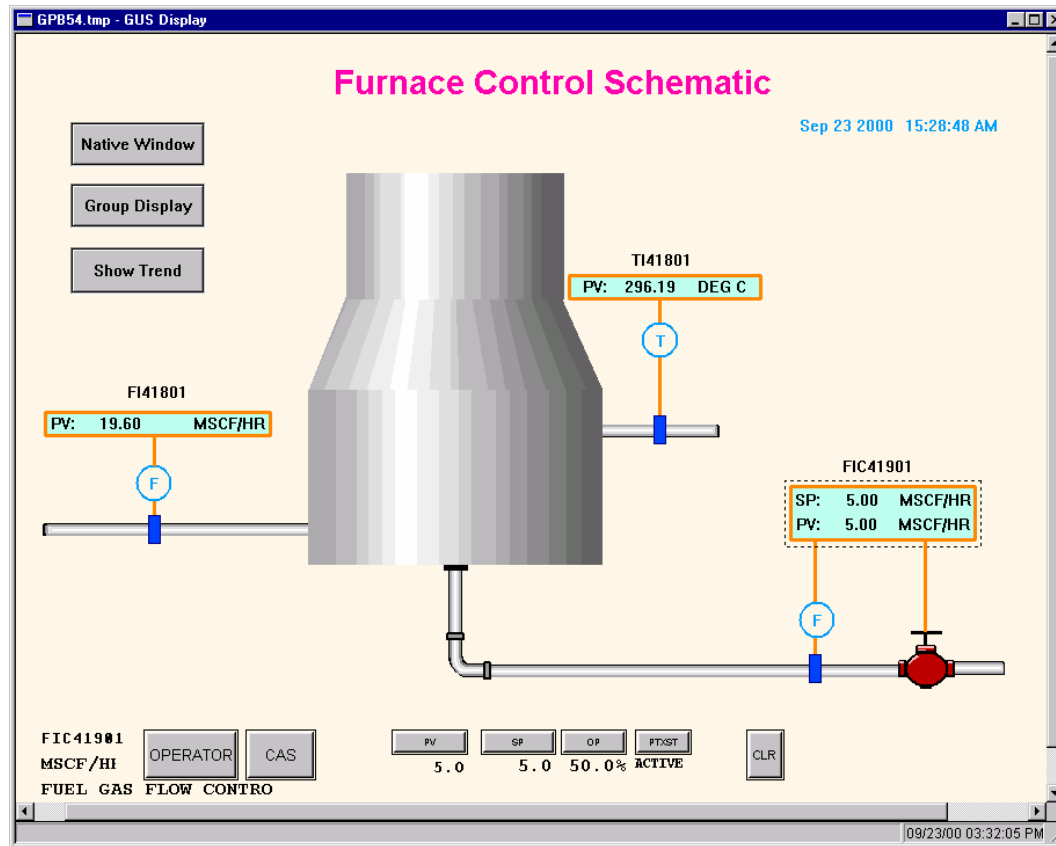 GPB54.tmp - GUS Display
Furnace Control Schematic
Sep 23 2000 15:28:48 AM
Native Window
Group Display
Show Trend
TI41801
PV: 296.19 DEG C
T
FI41801
PV: 19.60 MSCF/HR
F
FIC41901
SP: 5.00 MSCF/HR
PV: 5.00 MSCF/HR
F
FIC41901
MSCF/HI
FUEL GAS FLOW CONTRO
OPERATOR
CAS
PV
5.0
SP
5.0
OP
50.0%
PTXST
ACTIVE
CLR
09/23/00 03:32:05 PM